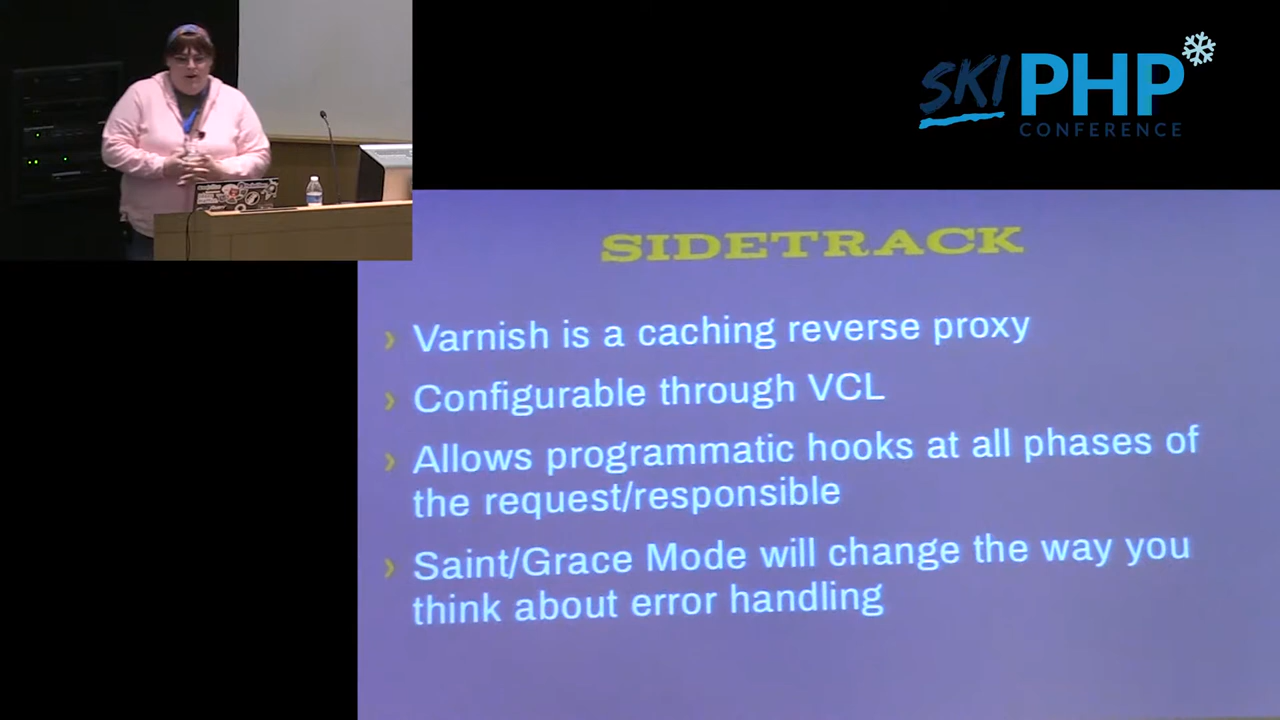 SKI PHP
CONFERENCE
SIDETRACK
› Varnish is a caching reverse proxy
› Configurable through VCL
› Allows programmatic hooks at all phases of
the request/responsible
› Saint/Grace Mode will change the way you
think about error handling